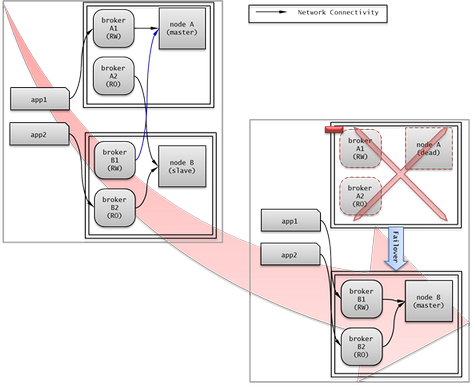 broker
A1
(RW)
node A
(master)
broker
A2
(RO)
app1
app2
broker
B1
(RW)
node B
(slave)
broker
B2
(RO)
Network Connectivity
broker
A1
(RW)
node A
(dead)
broker
A2
(RO)
app1
app2
Failover
broker
B1
(RW)
node B
(master)
broker
B2
(RO)